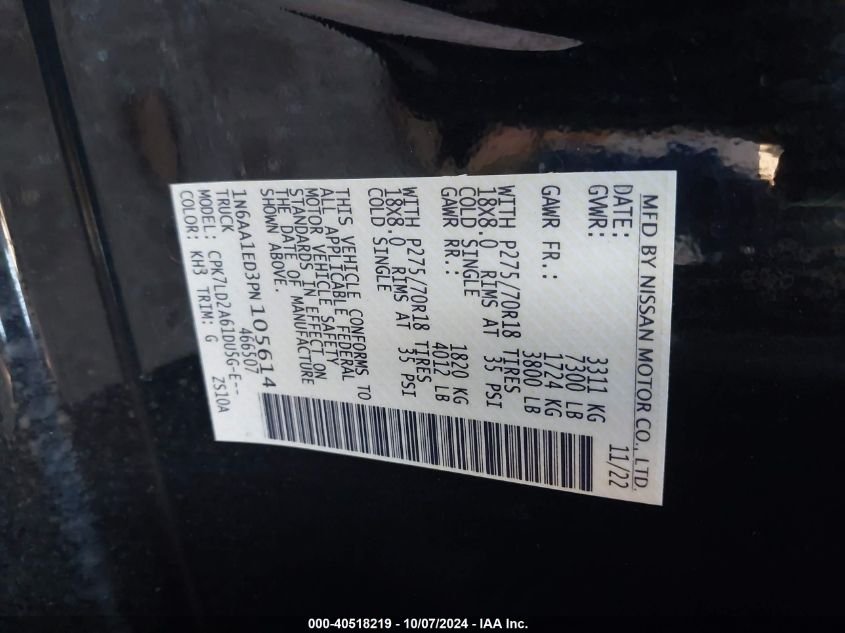 MFD BY NISSAN MOTOR CO., LTD.
DATE: 11/22
GVWR: 3311 KG
7300 LB
GAWR FR.: 1724 KG
3800 LB
WITH P275/70R18 TIRES
18X8.0 RIMS AT 35 PSI
COLD SINGLE
GAWR RR.: 1820 KG
4012 LB
WITH P275/70R18 TIRES
18X8.0 RIMS AT 35 PSI
COLD SINGLE
THIS VEHICLE CONFORMS TO
ALL APPLICABLE FEDERAL
MOTOR VEHICLE SAFETY
STANDARDS IN EFFECT ON
THE DATE OF MANUFACTURE
SHOWN ABOVE.
1N6AA1ED3PN105614
TRUCK 466507
MODEL: CPK7LD2A61DU56-E--
COLOR: KH3 TRIM: G ZS10A
000-40518219 - 10/07/2024 - IAA Inc.